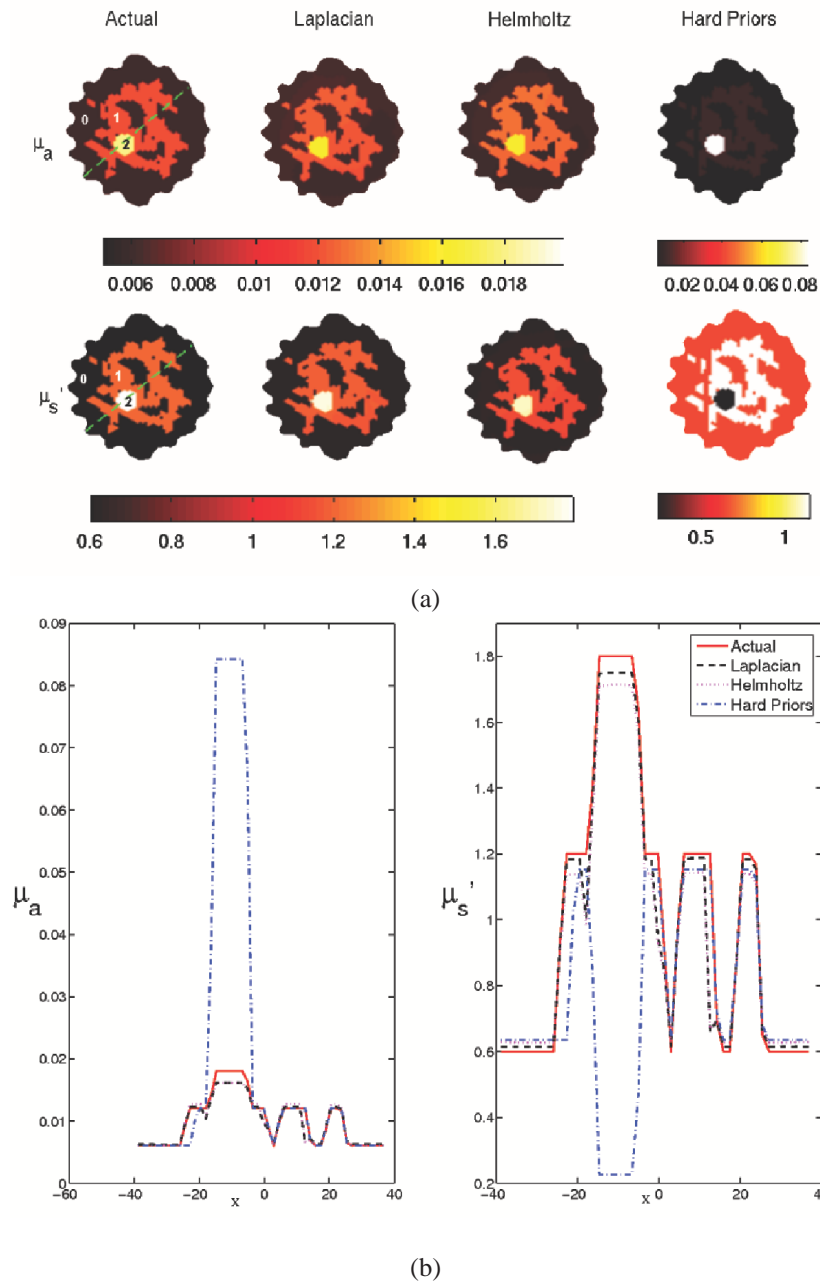 Actual Laplacian Helmholtz Hard Priors
μa
0 1 2
0.006 0.008 0.01 0.012 0.014 0.016 0.018
0.02 0.04 0.06 0.08
μs'
0 1 2
0.6 0.8 1 1.2 1.4 1.6
0.5 1
(a)
0.09
0.08
0.07
0.06
0.05
μa
0.04
0.03
0.02
0.01
0
-60 -40 -20 0 20 40
x
1.8
1.6
1.4
1.2
μs'
1
0.8
0.6
0.4
0.2
-40 -20 0 20 40
x
Actual
Laplacian
Helmholtz
Hard Priors
(b)